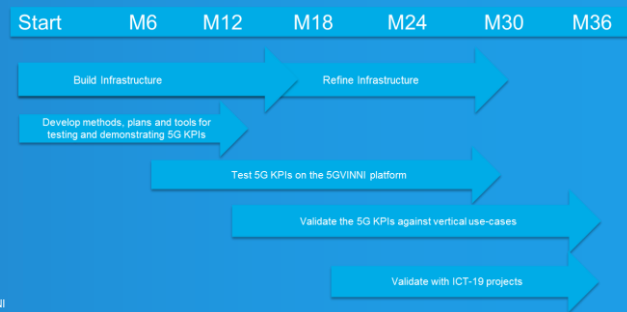 Start M6 M12 M18 M24 M30 M36
Build Infrastructure Refine Infrastructure
Develop methods, plans and tools for
testing and demonstrating 5G KPIs
Test 5G KPIs on the 5GVINNI platform
Validate the 5G KPIs against vertical use-cases
Validate with ICT-19 projects